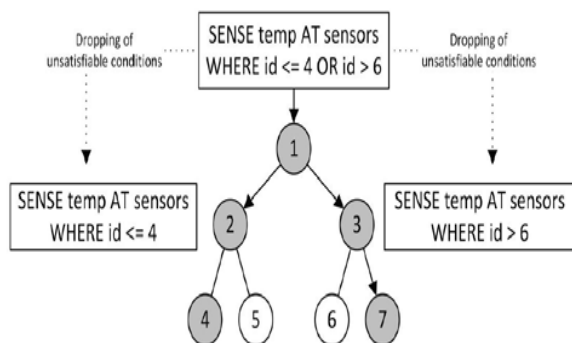 Dropping of
unsatisfiable conditions
SENSE temp AT sensors
WHERE id <= 4 OR id > 6
Dropping of
unsatisfiable conditions
1
SENSE temp AT sensors
WHERE id <= 4
2
3
SENSE temp AT sensors
WHERE id > 6
4
5
6
7